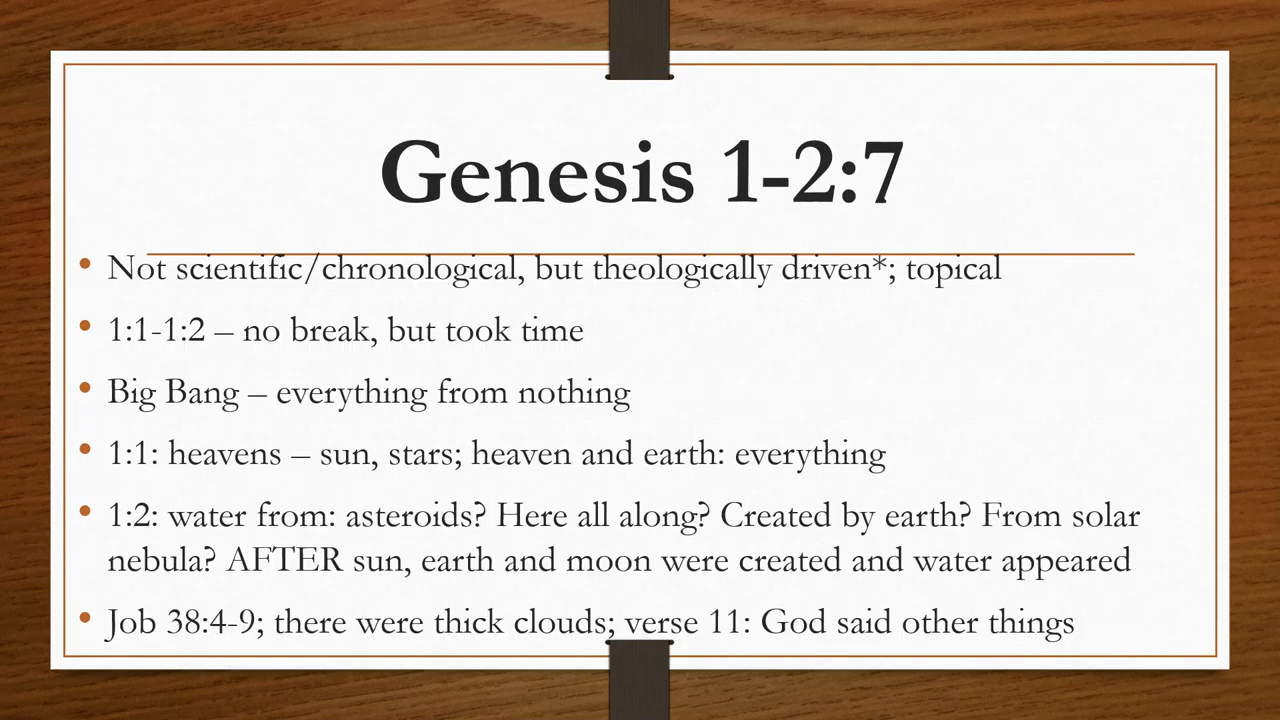 Genesis 1-2:7
• Not scientific/chronological, but theologically driven*; topical
• 1:1-1:2 – no break, but took time
• Big Bang – everything from nothing
• 1:1: heavens – sun, stars; heaven and earth: everything
• 1:2: water from: asteroids? Here all along? Created by earth? From solar
nebula? AFTER sun, earth and moon were created and water appeared
• Job 38:4-9; there were thick clouds; verse 11: God said other things